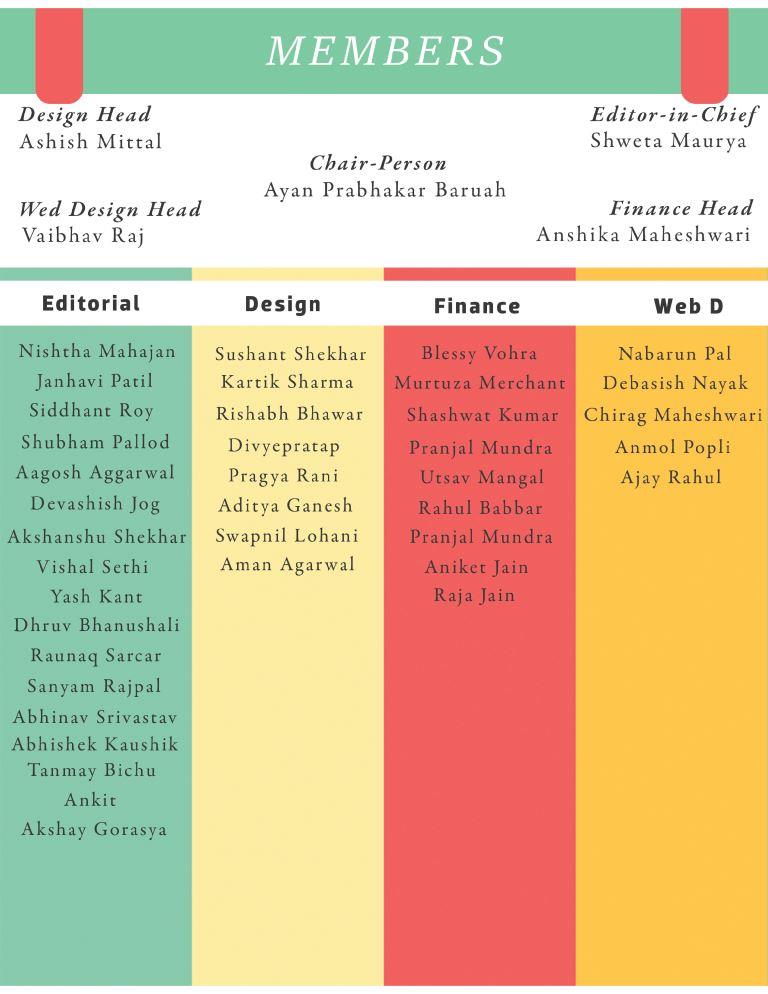 MEMBERS
Design Head
Ashish Mittal
Editor-in-Chief
Shweta Maurya
Chair-Person
Ayan Prabhakar Baruah
Wed Design Head
Vaibhav Raj
Finance Head
Anshika Maheshwari
Editorial
Nishtha Mahajan
Janhavi Patil
Siddhant Roy
Shubham Pallod
Aagosh Aggarwal
Devashish Jog
Akshanshu Shekhar
Vishal Sethi
Yash Kant
Dhruv Bhanushali
Raunaq Sarcar
Sanyam Rajpal
Abhinav Srivastav
Abhishek Kaushik
Tanmay Bichu
Ankit
Akshay Gorasya
Design
Sushant Shekhar
Kartik Sharma
Rishabh Bhawar
Divyepratap
Pragya Rani
Aditya Ganesh
Swapnil Lohani
Aman Agarwal
Finance
Blessy Vohra
Murtuza Merchant
Shashwat Kumar
Pranjal Mundra
Utsav Mangal
Rahul Babbar
Pranjal Mundra
Aniket Jain
Raja Jain
Web D
Nabarun Pal
Debasish Nayak
Chirag Maheshwari
Anmol Popli
Ajay Rahul